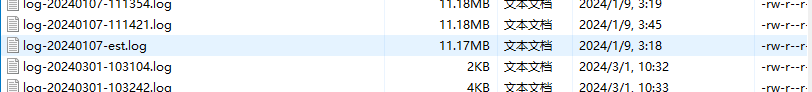 log-20240107-111354.log 11.18MB 文本文档 2024/1/9, 3:19 -rw-r--r-
log-20240107-111421.log 11.18MB 文本文档 2024/1/9, 3:45 -rw-r--r-
log-20240107-est.log 11.17MB 文本文档 2024/1/9, 3:18 -rw-r--r-
log-20240301-103104.log 2KB 文本文档 2024/3/1, 10:32 -rw-r--r-
log-20240301-103242.log 4KB 文本文档 2024/3/1, 10:33 -rw-r--r-